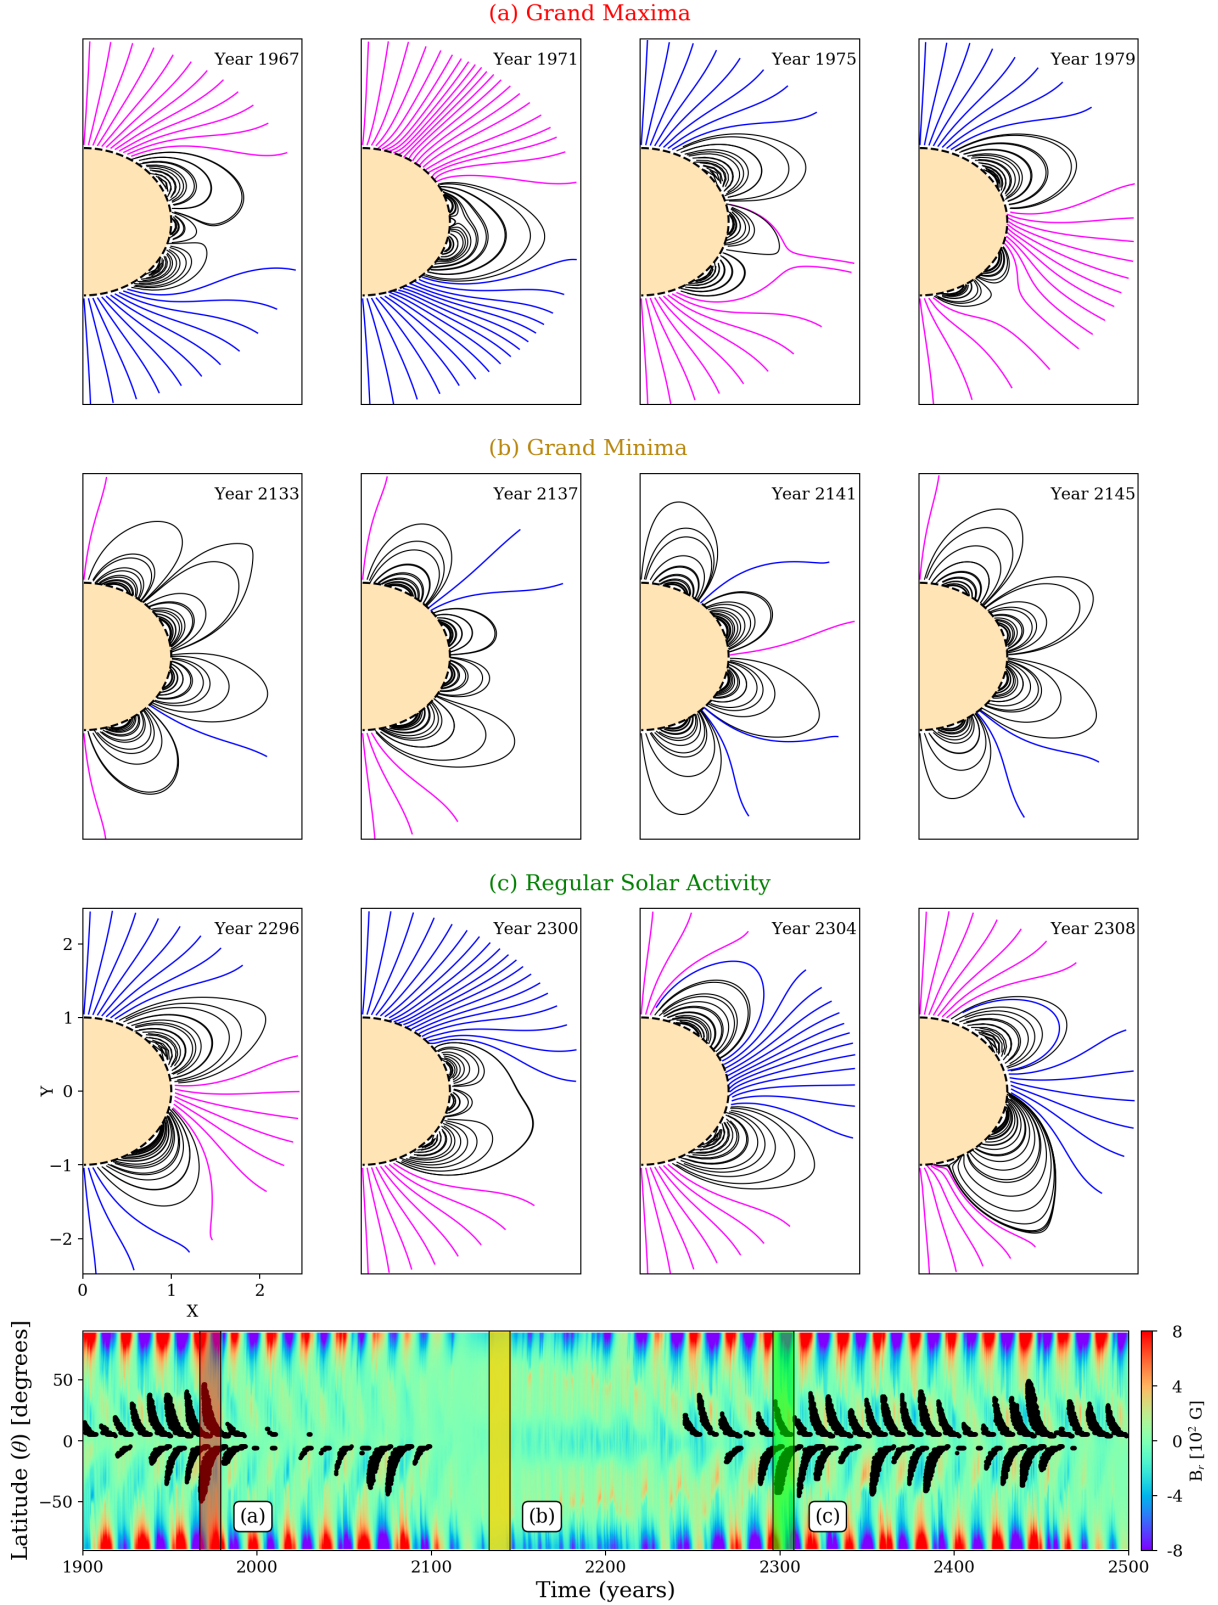 (a) Grand Maxima
Year 1967
Year 1971
Year 1975
Year 1979
(b) Grand Minima
Year 2133
Year 2137
Year 2141
Year 2145
(c) Regular Solar Activity
Year 2296
Year 2300
Year 2304
Year 2308
2
1
0
−1
−2
Y
0 1 2
X
Latitude (θ) [degrees]
50
0
−50
(a)
(b)
(c)
1900 2000 2100 2200 2300 2400 2500
Time (years)
8
4
0
-4
-8
B_r [10² G]